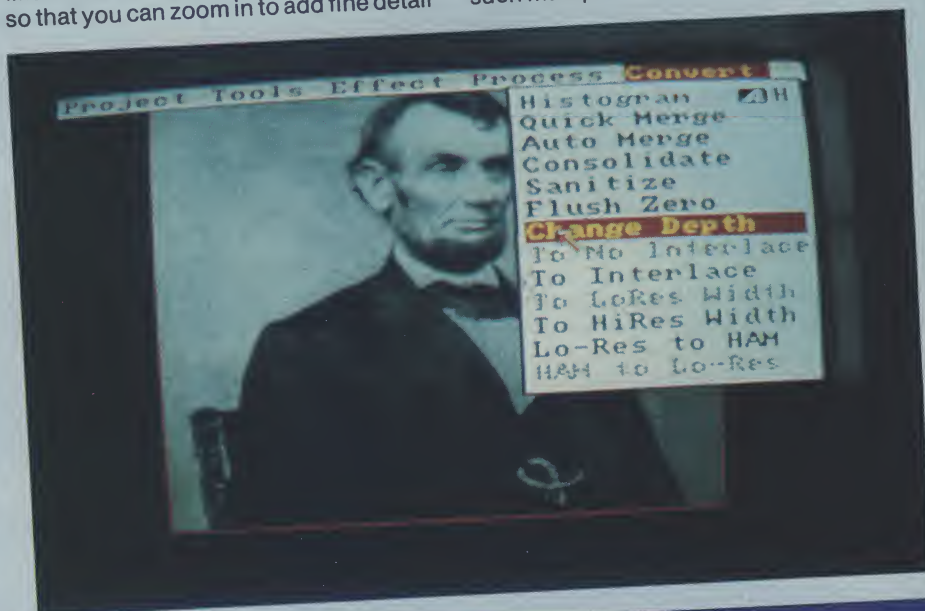 so that you can zoom in to add fine detail
Project Tools Effect Process Convert
Histogran H
Quick Merge
Auto Merge
Consolidate
Sanitize
Flush Zero
Change Depth
To No Interlace
To Interlace
To LoRes Width
To HiRes Width
Lo-Res to HAM
HAM to Lo-Res